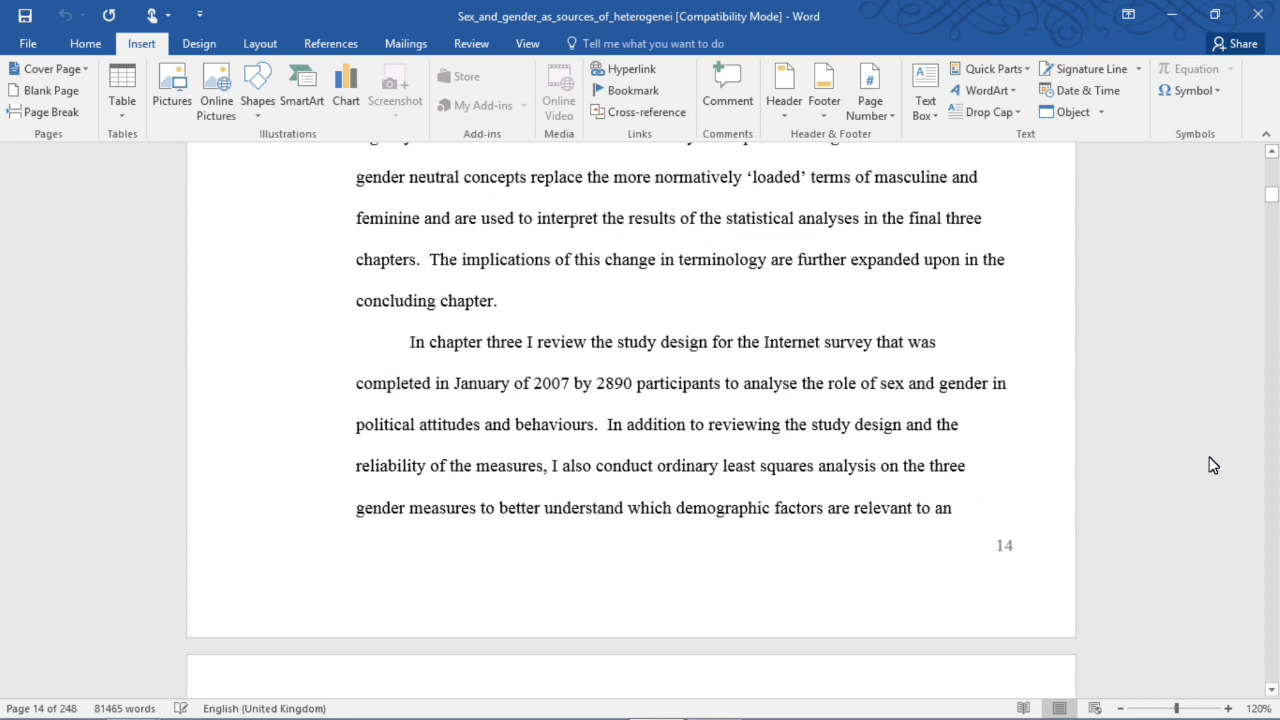 Sex_and_gender_as_sources_of_heterogenei [Compatibility Mode] - Word
File Home Insert Design Layout References Mailings Review View Tell me what you want to do Share
Cover Page
Blank Page
Page Break
Pages
Table
Tables
Pictures
Online Pictures
Shapes
SmartArt
Chart
Screenshot
Illustrations
Store
My Add-ins
Add-ins
Online Video
Media
Hyperlink
Bookmark
Cross-reference
Links
Comment
Comments
Header
Footer
Page Number
Header & Footer
Text Box
Quick Parts
WordArt
Drop Cap
Signature Line
Date & Time
Object
Text
Equation
Symbol
Symbols
gender neutral concepts replace the more normatively ‘loaded’ terms of masculine and
feminine and are used to interpret the results of the statistical analyses in the final three
chapters.  The implications of this change in terminology are further expanded upon in the
concluding chapter.
In chapter three I review the study design for the Internet survey that was
completed in January of 2007 by 2890 participants to analyse the role of sex and gender in
political attitudes and behaviours.  In addition to reviewing the study design and the
reliability of the measures, I also conduct ordinary least squares analysis on the three
gender measures to better understand which demographic factors are relevant to an
14
Page 14 of 248 81465 words English (United Kingdom) 120%